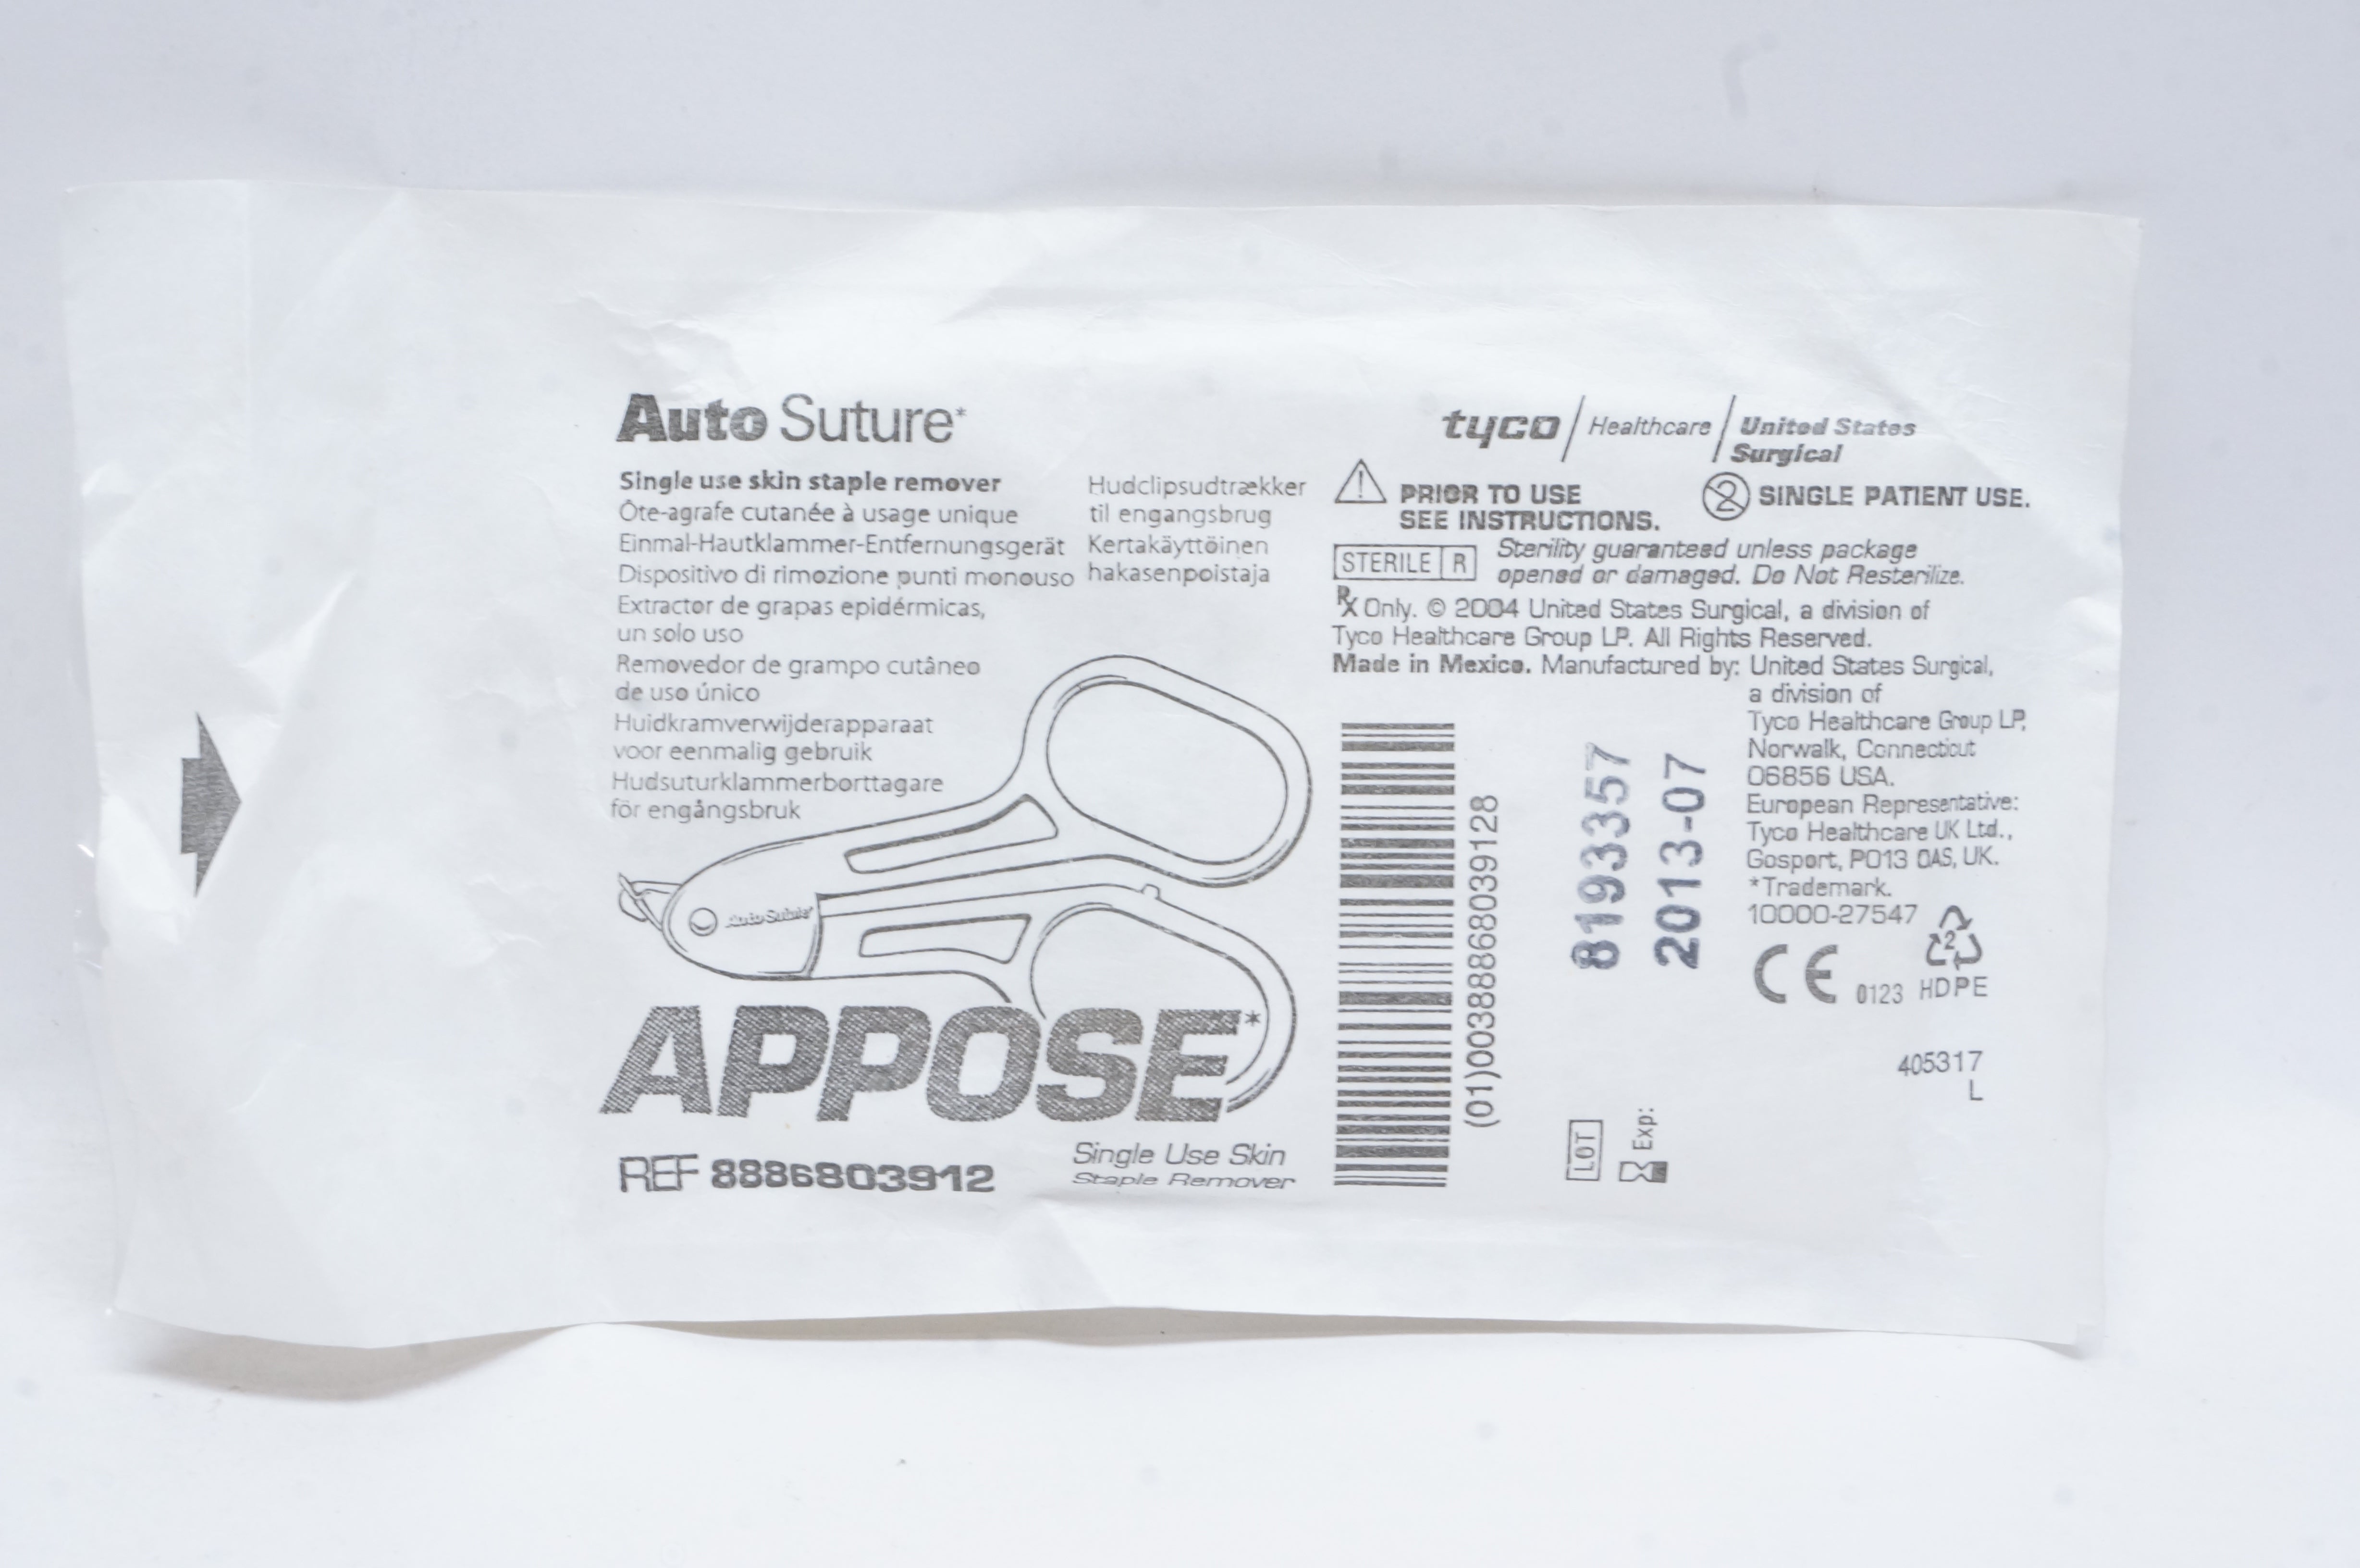 Auto Suture*
Single use skin staple remover
Ôte-agrafe cutanée à usage unique
Einmal-Hautklammer-Entfernungsgerät
Dispositivo di rimozione punti monouso
Extractor de grapas epidérmicas,
un solo uso
Removedor de grampo cutâneo
de uso único
Huidkramverwijderapparaat
voor eenmalig gebruik
Hudsuturklammerborttagare
för engångsbruk
Hudclipsudtrækker
til engangsbrug
Kertakäyttöinen
hakasenpoistaja
Auto Suture*
APPOSE*
REF 8886803912
Single Use Skin
Staple Remover
tyco / Healthcare / United States
Surgical
PRIOR TO USE
SEE INSTRUCTIONS.
2 SINGLE PATIENT USE.
STERILE R
Sterility guaranteed unless package
opened or damaged. Do Not Resterilize.
Rx Only. © 2004 United States Surgical, a division of
Tyco Healthcare Group LP. All Rights Reserved.
Made in Mexico. Manufactured by: United States Surgical,
a division of
Tyco Healthcare Group LP,
Norwalk, Connecticut
06856 USA.
European Representative:
Tyco Healthcare UK Ltd.,
Gosport, PO13 0AS, UK.
*Trademark.
10000-27547
CE 0123
2
HDPE
405317
L
(01)00388868039128
LOT 8193357
Exp: 2013-07